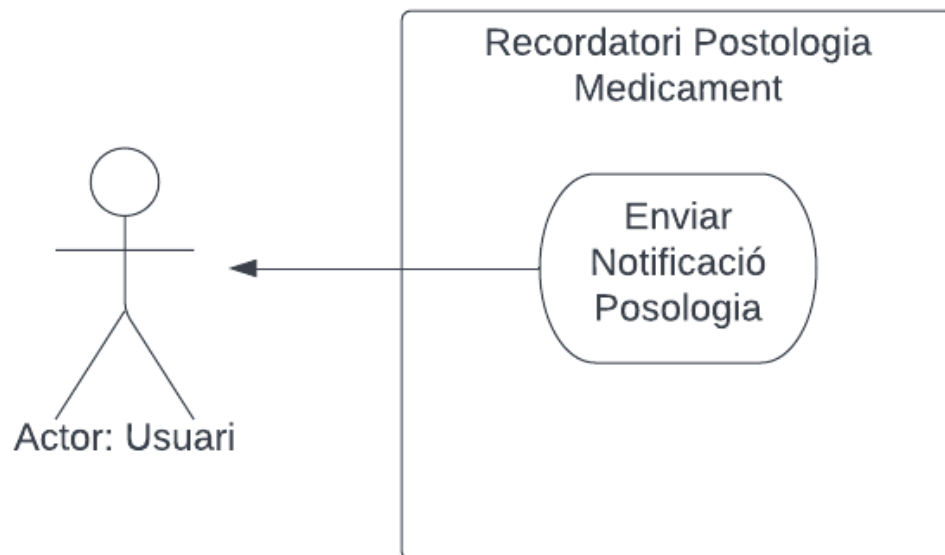 Recordatori Postologia
Medicament
Enviar
Notificació
Posologia
Actor: Usuari